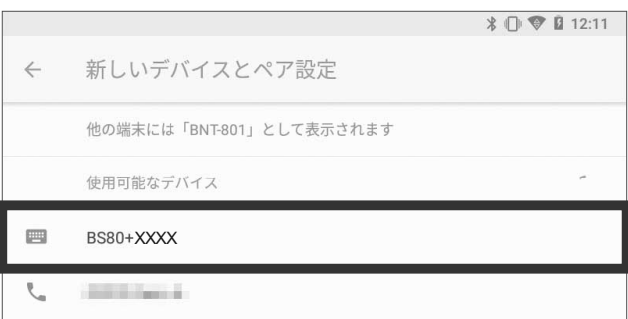 12:11
新しいデバイスとペア設定
他の端末には「BNT-801」として表示されます
使用可能なデバイス
BS80+XXXX